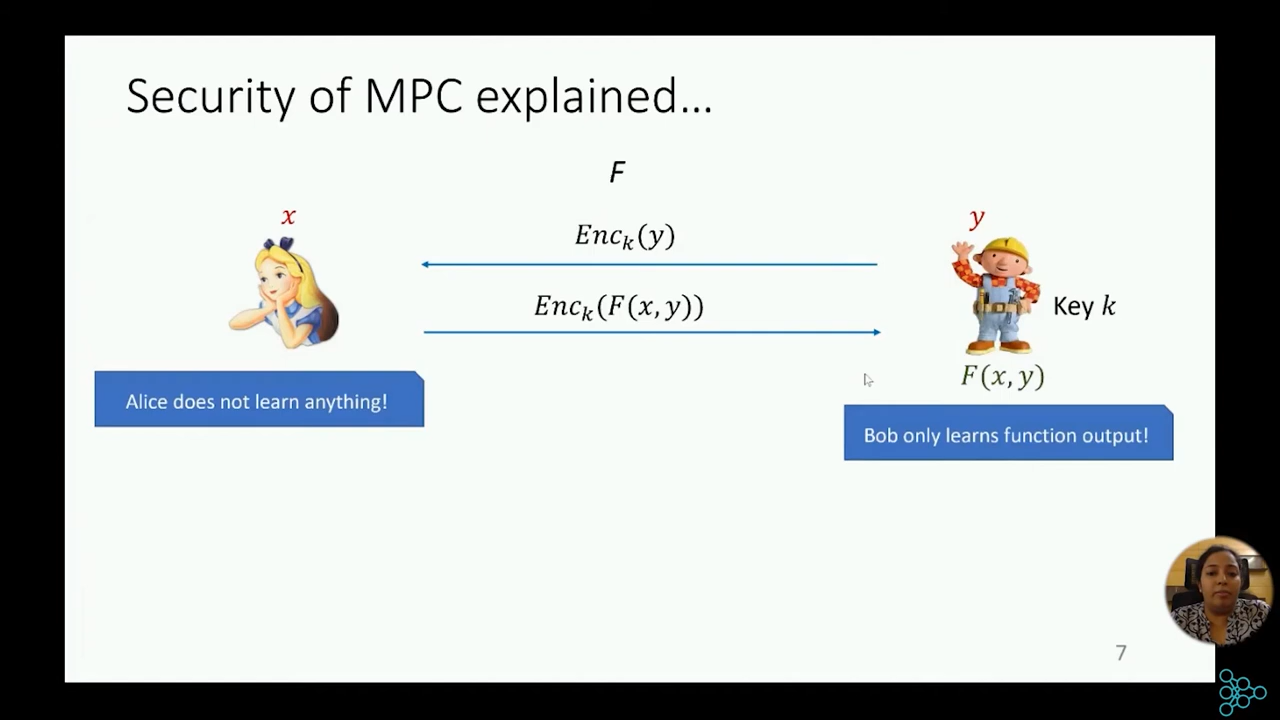 Security of MPC explained...
F
x
y
Enc_k(y)
Enc_k(F(x, y))
Key k
F(x, y)
Alice does not learn anything!
Bob only learns function output!
7